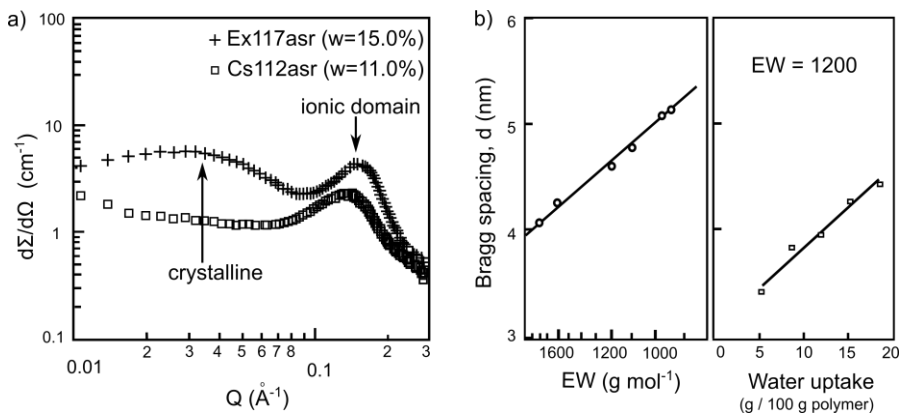 a)
100
10
1
0.1
dΣ/dΩ (cm⁻¹)
+ Ex117asr (w=15.0%)
□ Cs112asr (w=11.0%)
ionic domain
crystalline
0.01 2 3 4 5 6 7 8 0.1 2 3
Q (Å⁻¹)
b)
6
5
4
3
Bragg spacing, d (nm)
1600 1200 1000
EW (g mol⁻¹)
EW = 1200
0 5 10 15 20
Water uptake
(g / 100 g polymer)